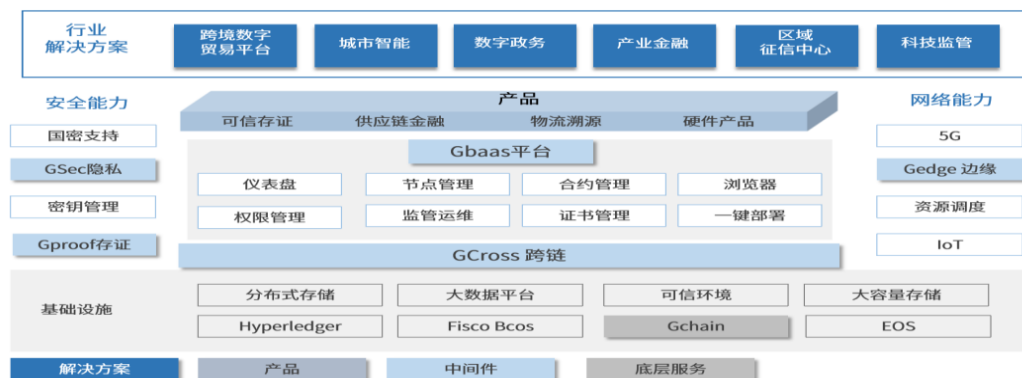 行业
解决方案
跨境数字
贸易平台
城市智能
数字政务
产业金融
区域
征信中心
科技监管
安全能力
国密支持
GSec隐私
密钥管理
Gproof存证
产品
可信存证
供应链金融
物流溯源
硬件产品
Gbaas平台
仪表盘
节点管理
合约管理
浏览器
权限管理
监管运维
证书管理
一键部署
GCross 跨链
网络能力
5G
Gedge 边缘
资源调度
IoT
基础设施
分布式存储
大数据平台
可信环境
大容量存储
Hyperledger
Fisco Bcos
Gchain
EOS
解决方案
产品
中间件
底层服务